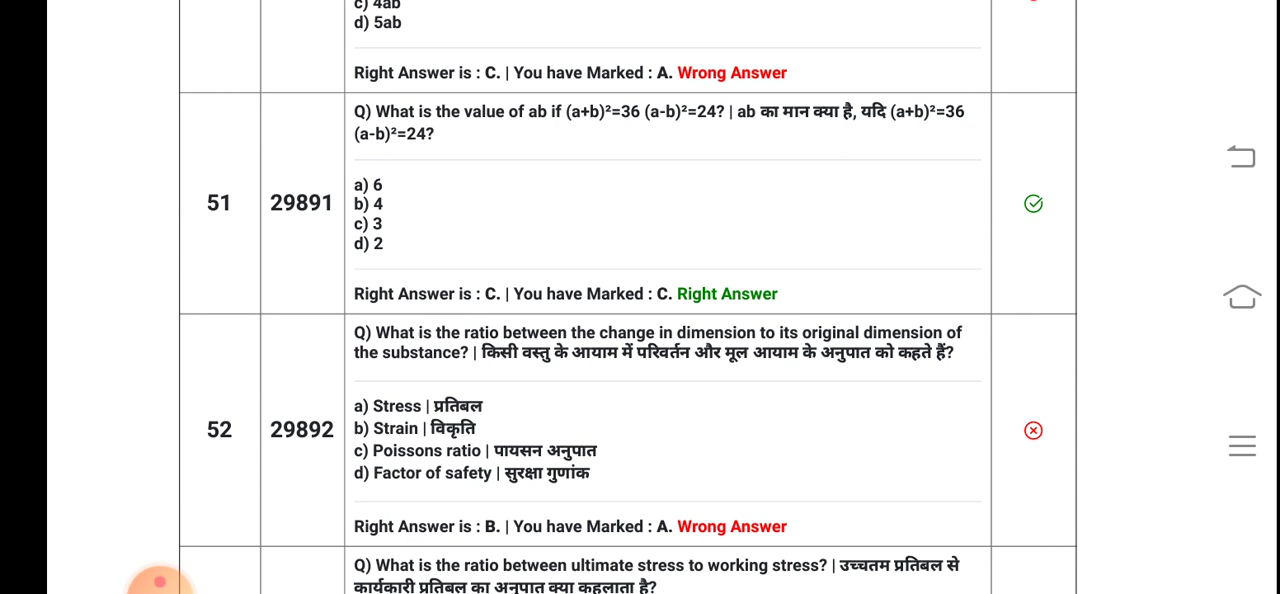 c) 4ab
d) 5ab
Right Answer is : C. | You have Marked : A. Wrong Answer
Q) What is the value of ab if (a+b)²=36 (a-b)²=24? | ab का मान क्या है, यदि (a+b)²=36
(a-b)²=24?
51
29891
a) 6
b) 4
c) 3
d) 2
Right Answer is : C. | You have Marked : C. Right Answer
Q) What is the ratio between the change in dimension to its original dimension of
the substance? | किसी वस्तु के आयाम में परिवर्तन और मूल आयाम के अनुपात को कहते हैं?
52
29892
a) Stress | प्रतिबल
b) Strain | विकृति
c) Poissons ratio | पायसन अनुपात
d) Factor of safety | सुरक्षा गुणांक
Right Answer is : B. | You have Marked : A. Wrong Answer
Q) What is the ratio between ultimate stress to working stress? | उच्चतम प्रतिबल से
कार्यकारी प्रतिबल का अनुपात क्या कहलाता है?